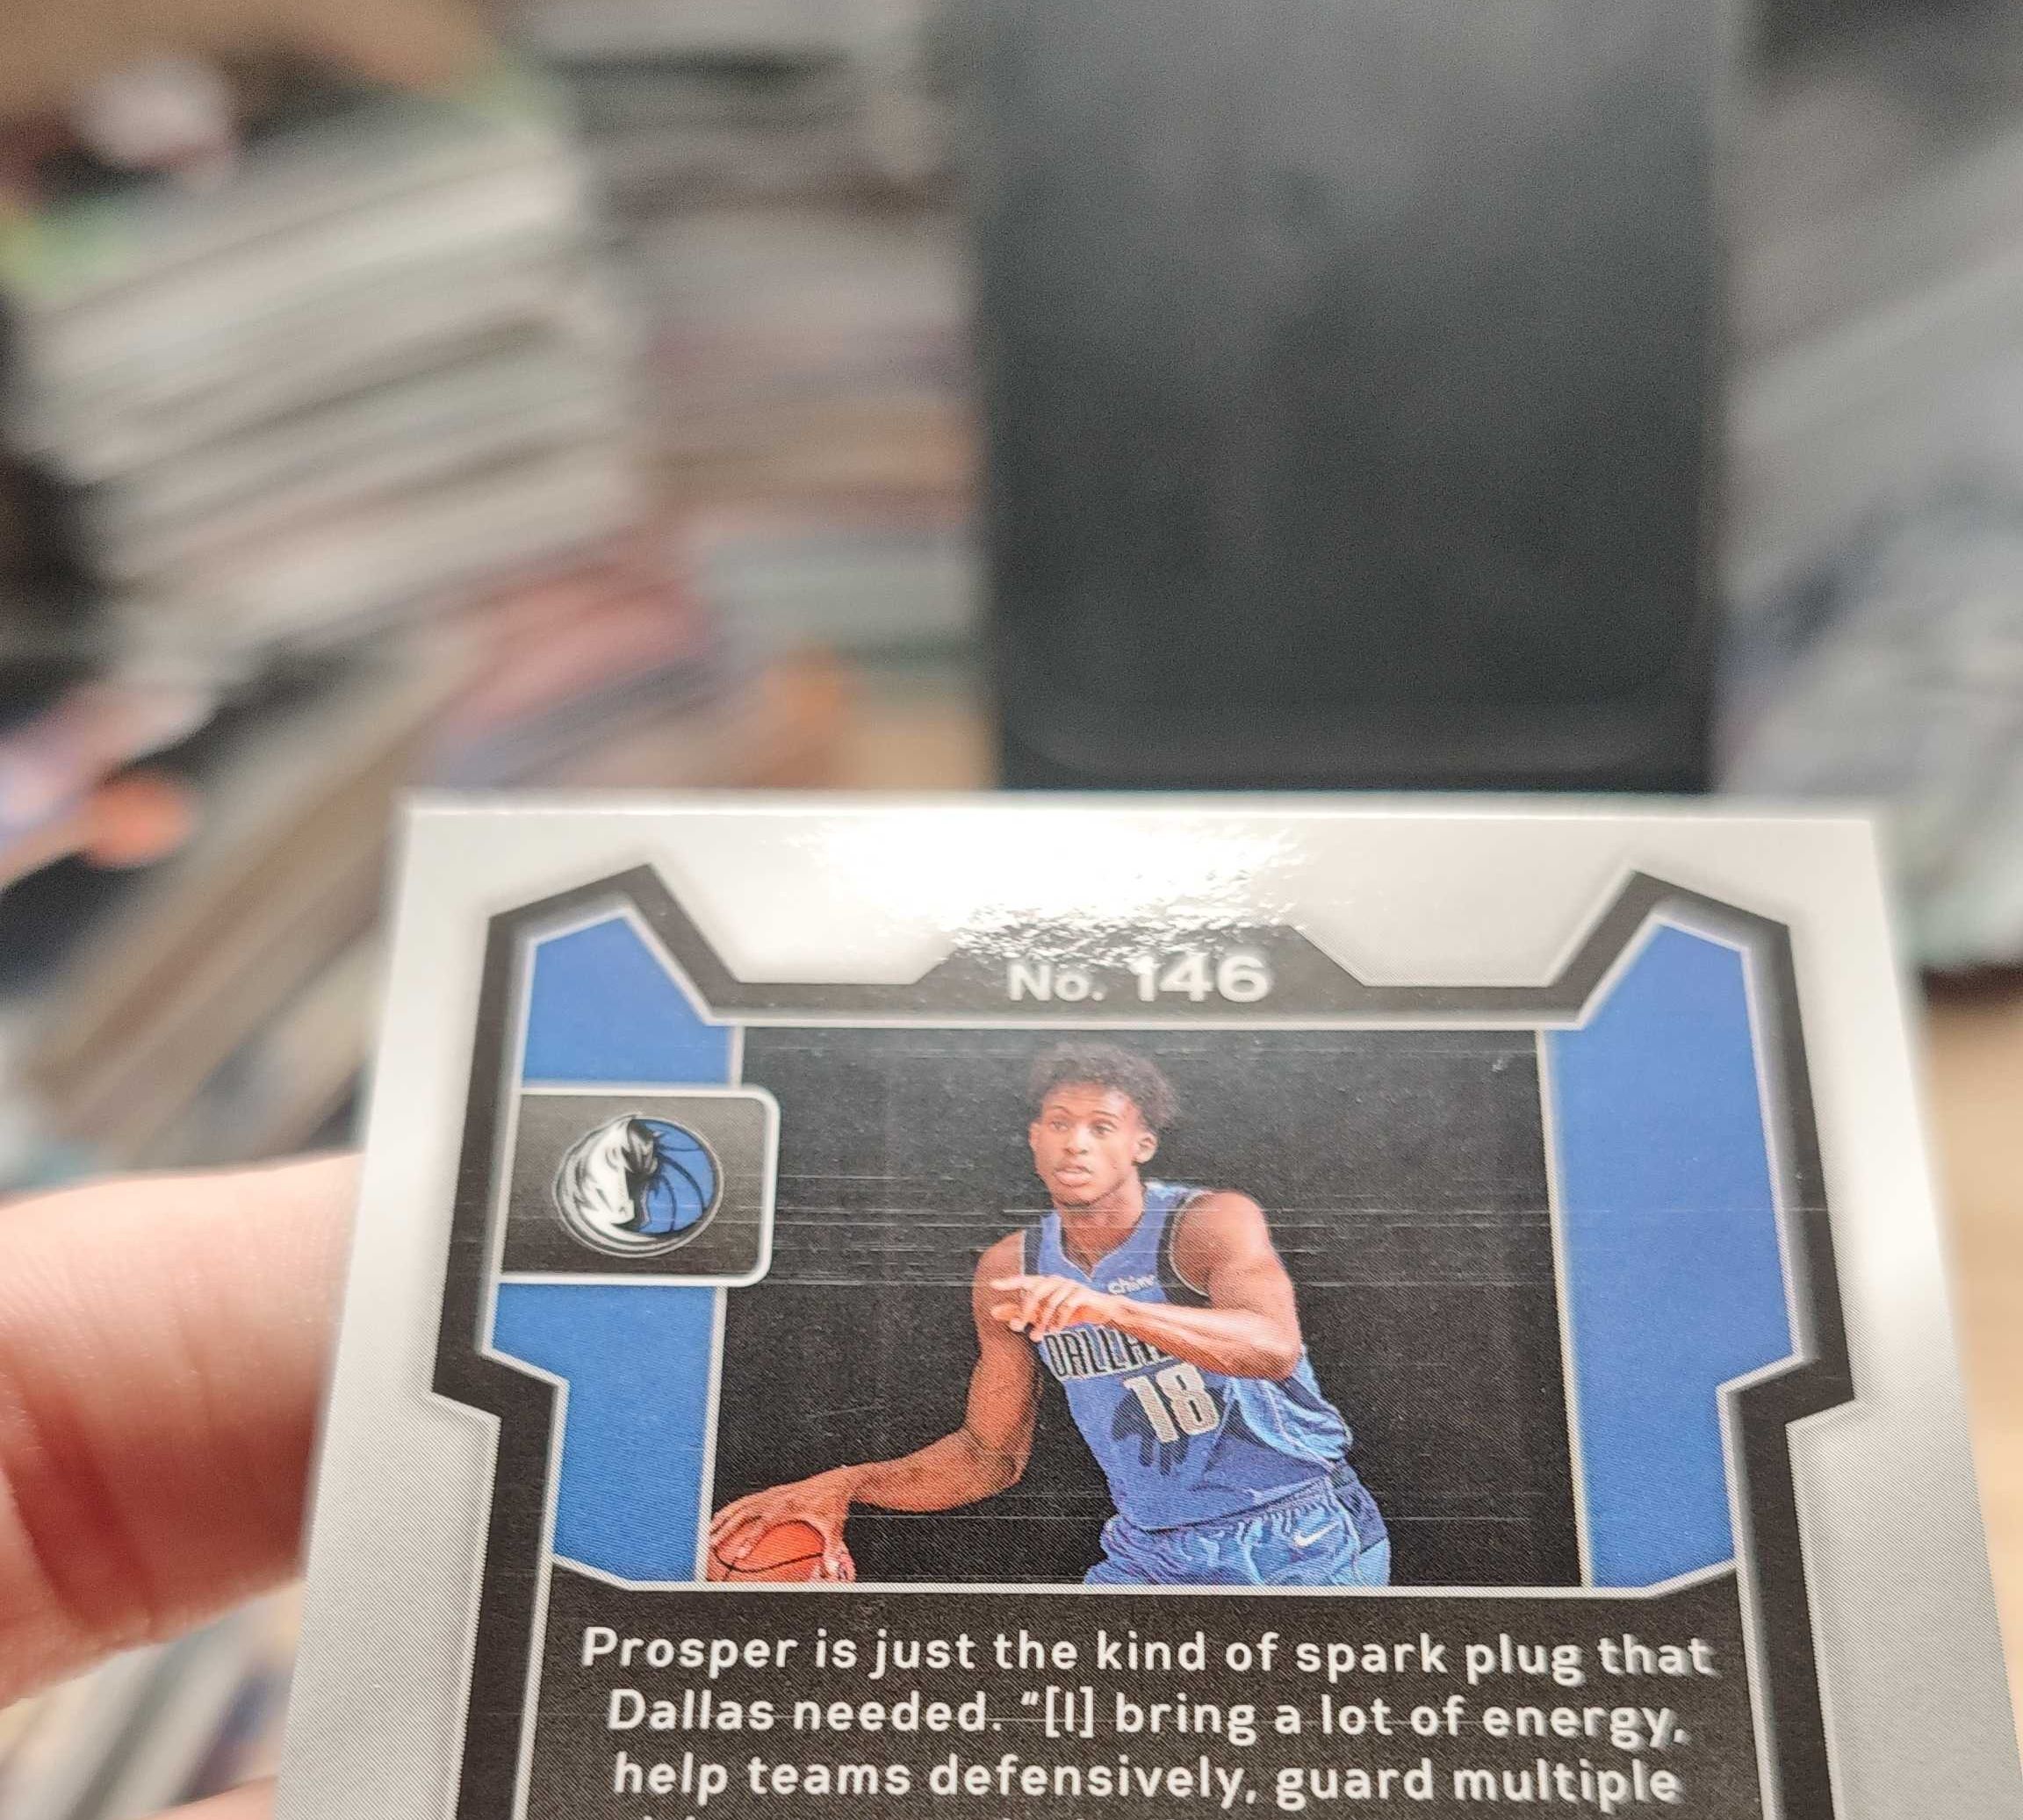 No. 146
chime
DALLAS
18
Prosper is just the kind of spark plug that
Dallas needed. "[I] bring a lot of energy,
help teams defensively, guard multiple